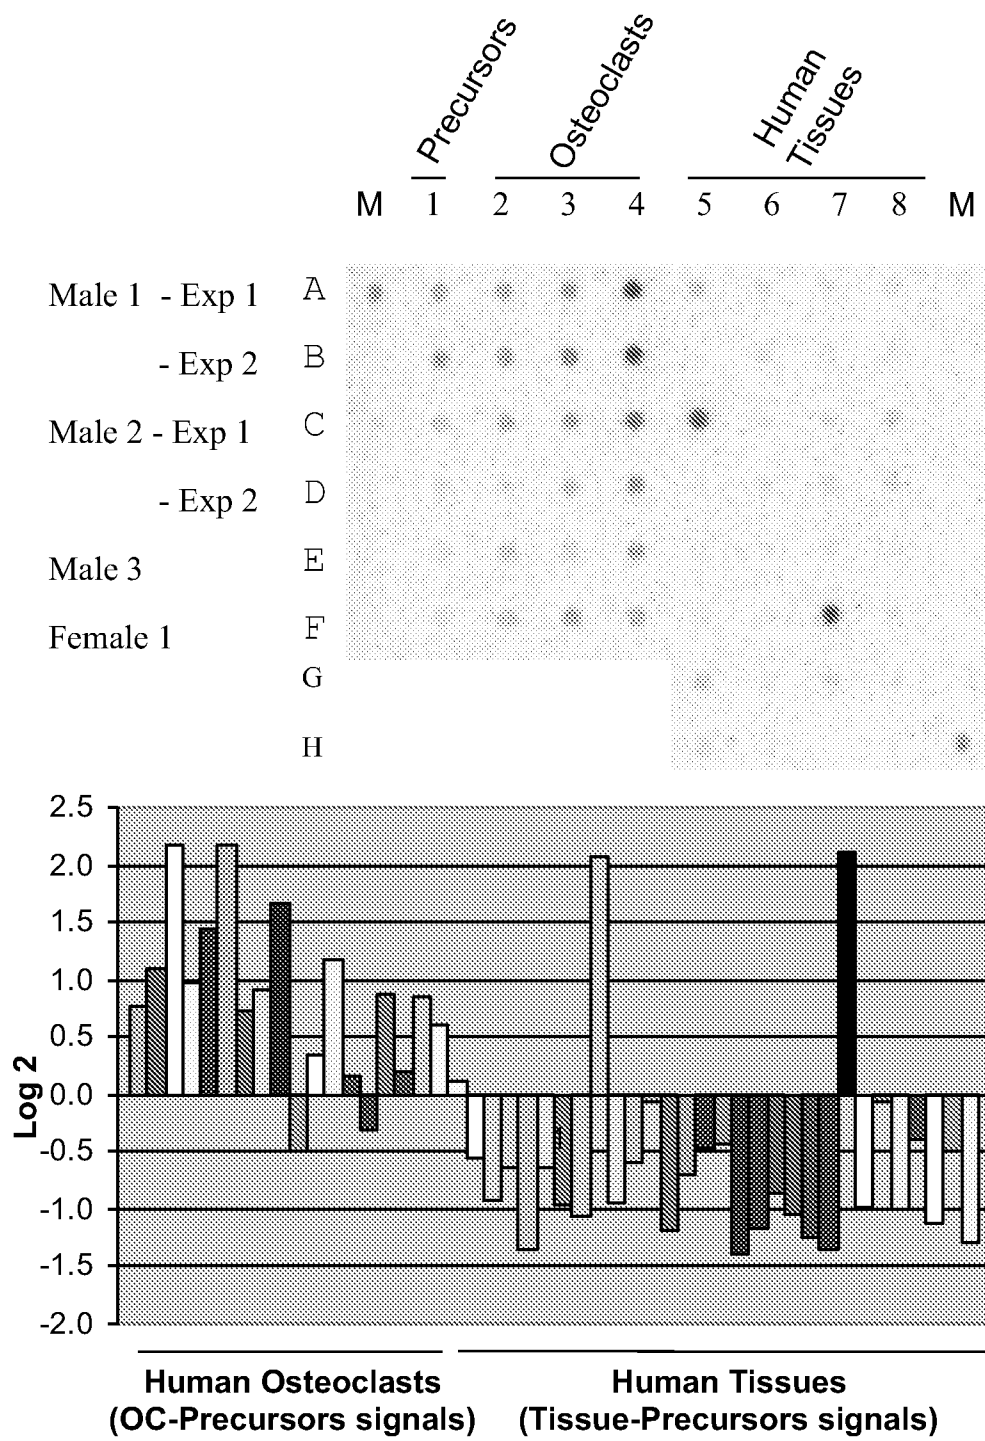 Precursors
Osteoclasts
Human
Tissues
M 1 2 3 4 5 6 7 8 M
Male 1 - Exp 1 A
- Exp 2 B
Male 2 - Exp 1 C
- Exp 2 D
Male 3 E
Female 1 F
G
H
2.5
2.0
1.5
1.0
0.5
0.0
-0.5
-1.0
-1.5
-2.0
Log 2
Human Osteoclasts
(OC-Precursors signals)
Human Tissues
(Tissue-Precursors signals)